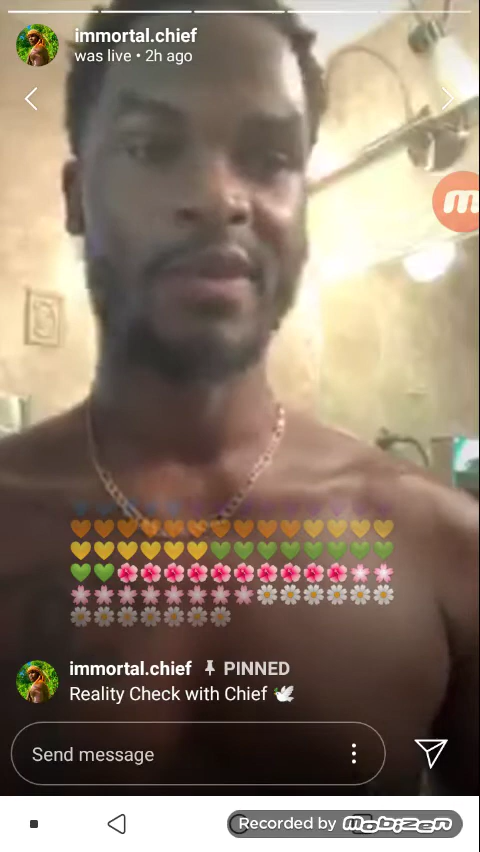 immortal.chief
was live • 2h ago
immortal.chief PINNED
Reality Check with Chief 🕊️
Send message
Recorded by Mobizen